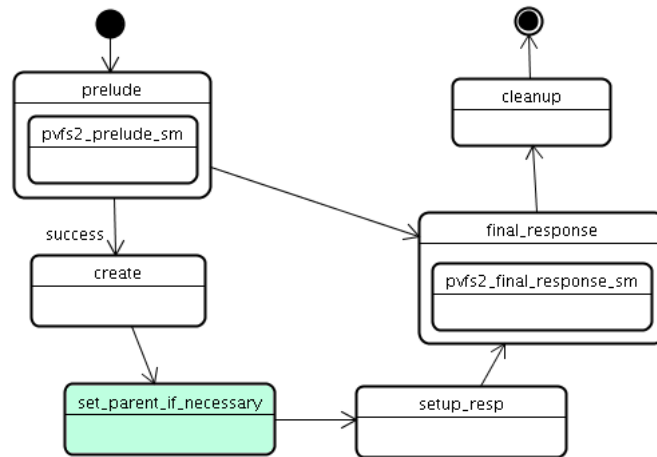 prelude
pvfs2_prelude_sm
success
create
set_parent_if_necessary
setup_resp
final_response
pvfs2_final_response_sm
cleanup